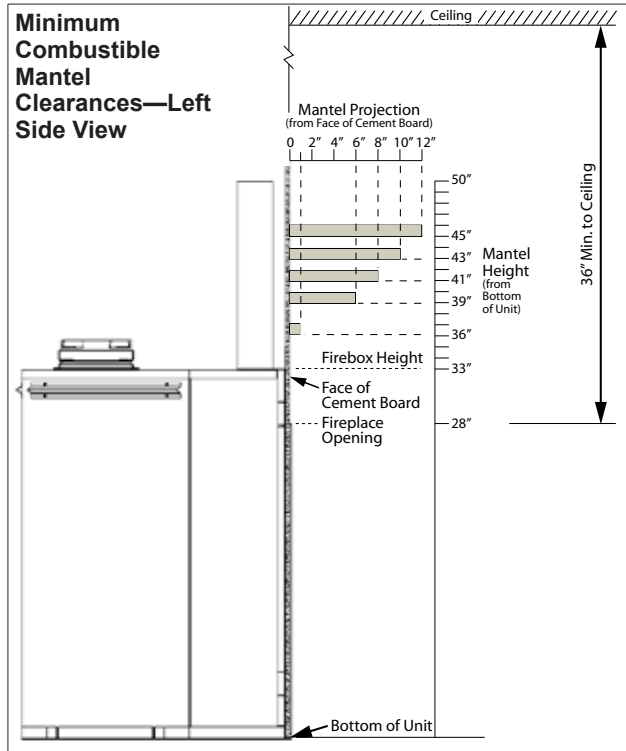 Minimum
Combustible
Mantel
Clearances—Left
Side View
Ceiling
Mantel Projection
(from Face of Cement Board)
0 2" 4" 6" 8" 10" 12"
50"
45"
43"
41"
39"
36"
33"
28"
Mantel
Height
(from
Bottom
of Unit)
36" Min. to Ceiling
Firebox Height
Face of
Cement Board
Fireplace
Opening
Bottom of Unit